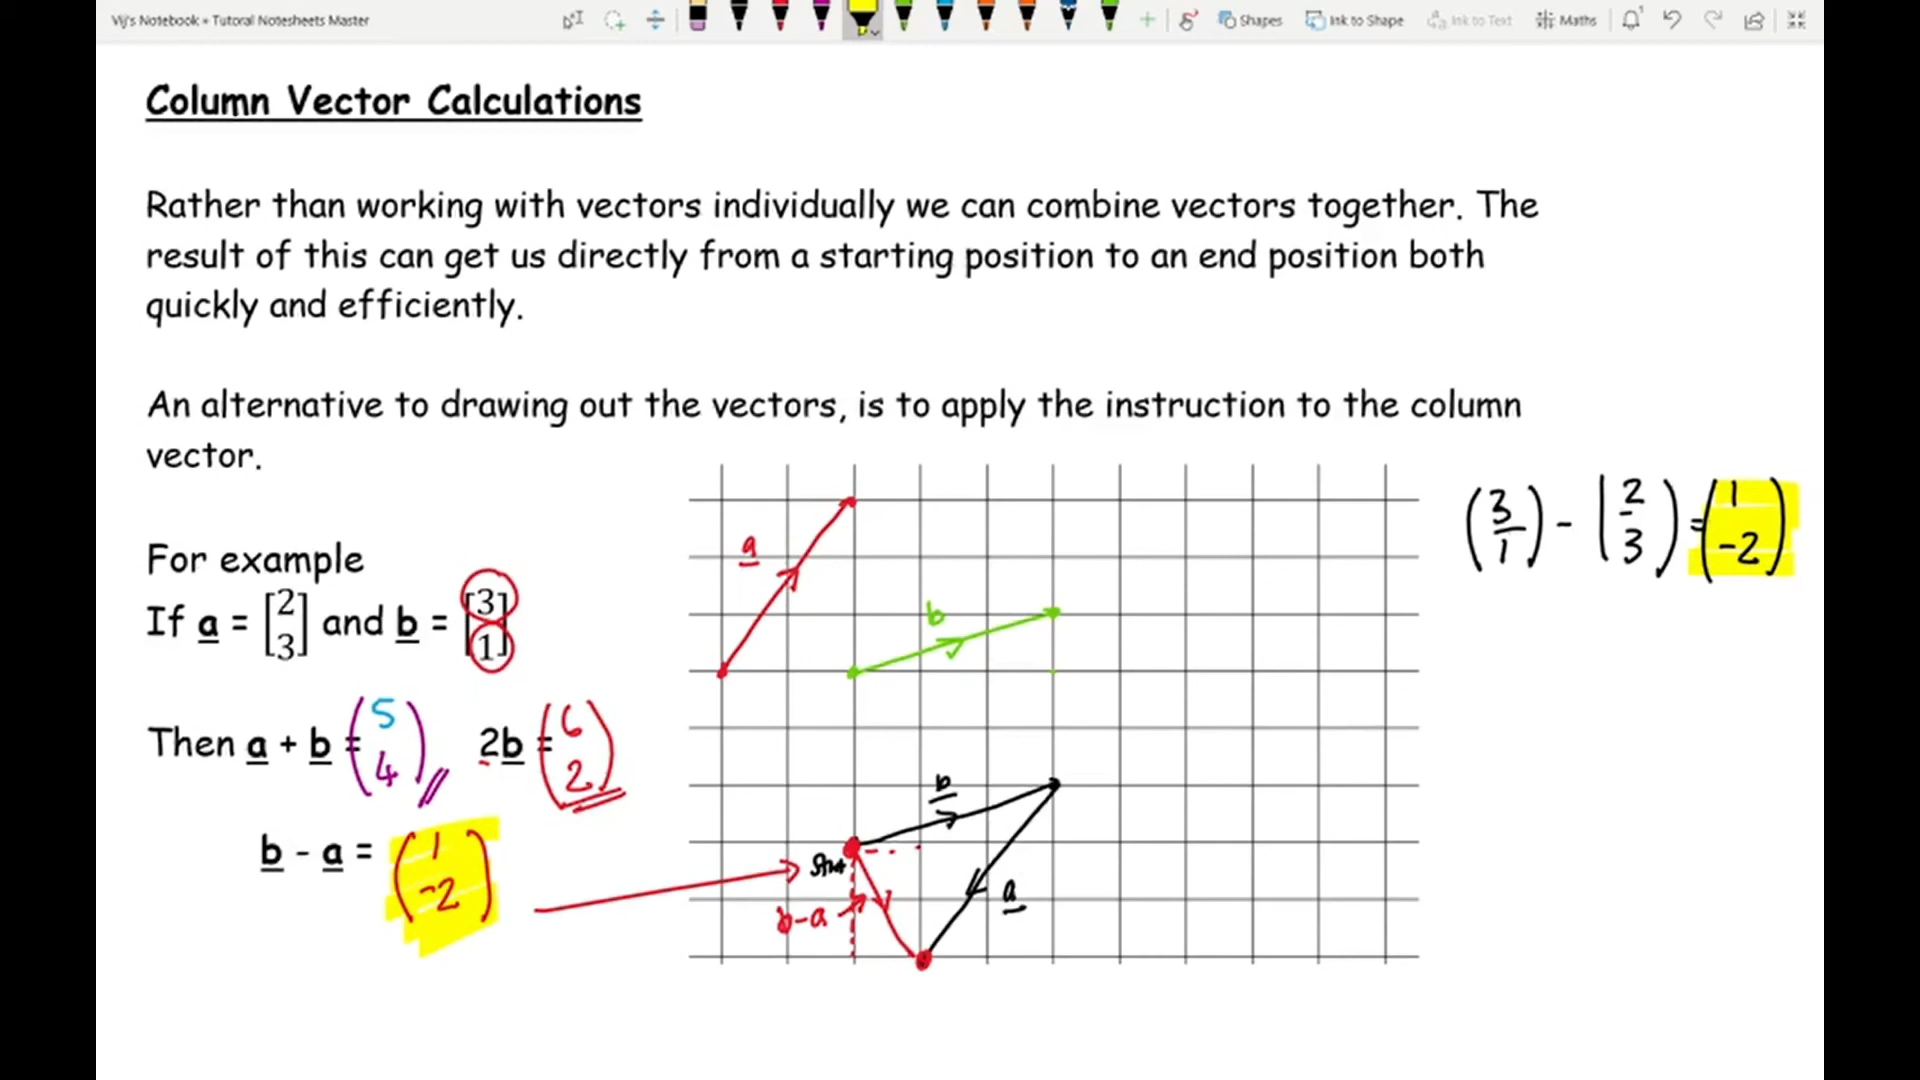 Vij's Notebook » Tutoral Notesheets Master
Shapes
Ink to Shape
Ink to Text
Maths
Column Vector Calculations
Rather than working with vectors individually we can combine vectors together. The
result of this can get us directly from a starting position to an end position both
quickly and efficiently.
An alternative to drawing out the vectors, is to apply the instruction to the column
vector.
(3 1) - (2 3) = (1 -2)
For example
If a = [2 3] and b = [3 1]
a
b
Then a + b = (5 4) 2b = (6 2)
b
b - a = (1 -2)
Start
b-a
a